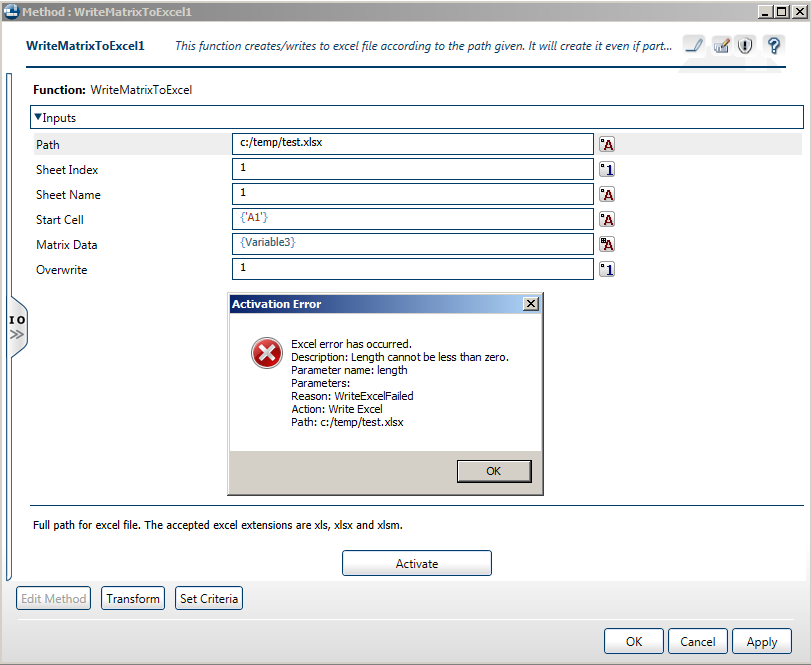 Method : WriteMatrixToExcel1
WriteMatrixToExcel1 This function creates/writes to excel file according to the path given. It will create it even if part...
Function: WriteMatrixToExcel
Inputs
Path c:/temp/test.xlsx A
Sheet Index 1 1
Sheet Name 1 A
Start Cell {'A1'} A
Matrix Data {Variable3} A
Overwrite 1 1
I O
Activation Error
Excel error has occurred.
Description: Length cannot be less than zero.
Parameter name: length
Parameters:
Reason: WriteExcelFailed
Action: Write Excel
Path: c:/temp/test.xlsx
OK
Full path for excel file. The accepted excel extensions are xls, xlsx and xlsm.
Activate
Edit Method Transform Set Criteria
OK Cancel Apply